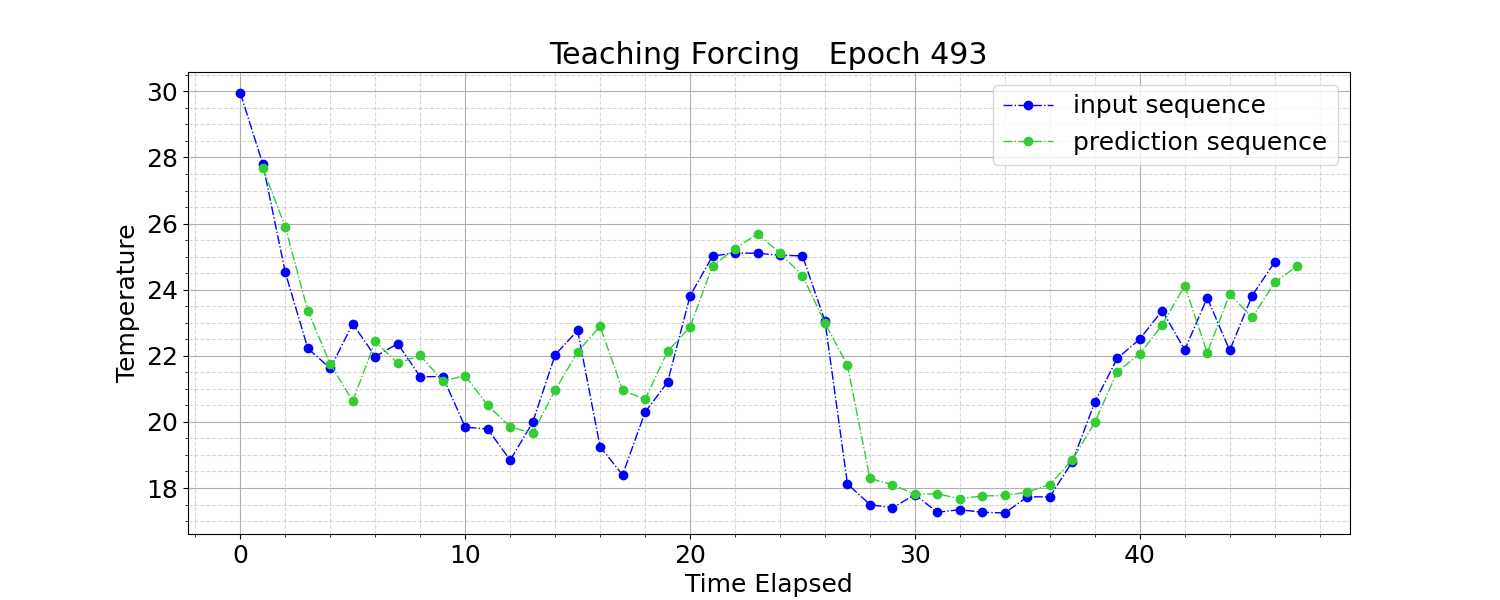 Teaching Forcing   Epoch 493
30
28
26
24
22
20
18
Temperature
input sequence
prediction sequence
0 10 20 30 40
Time Elapsed